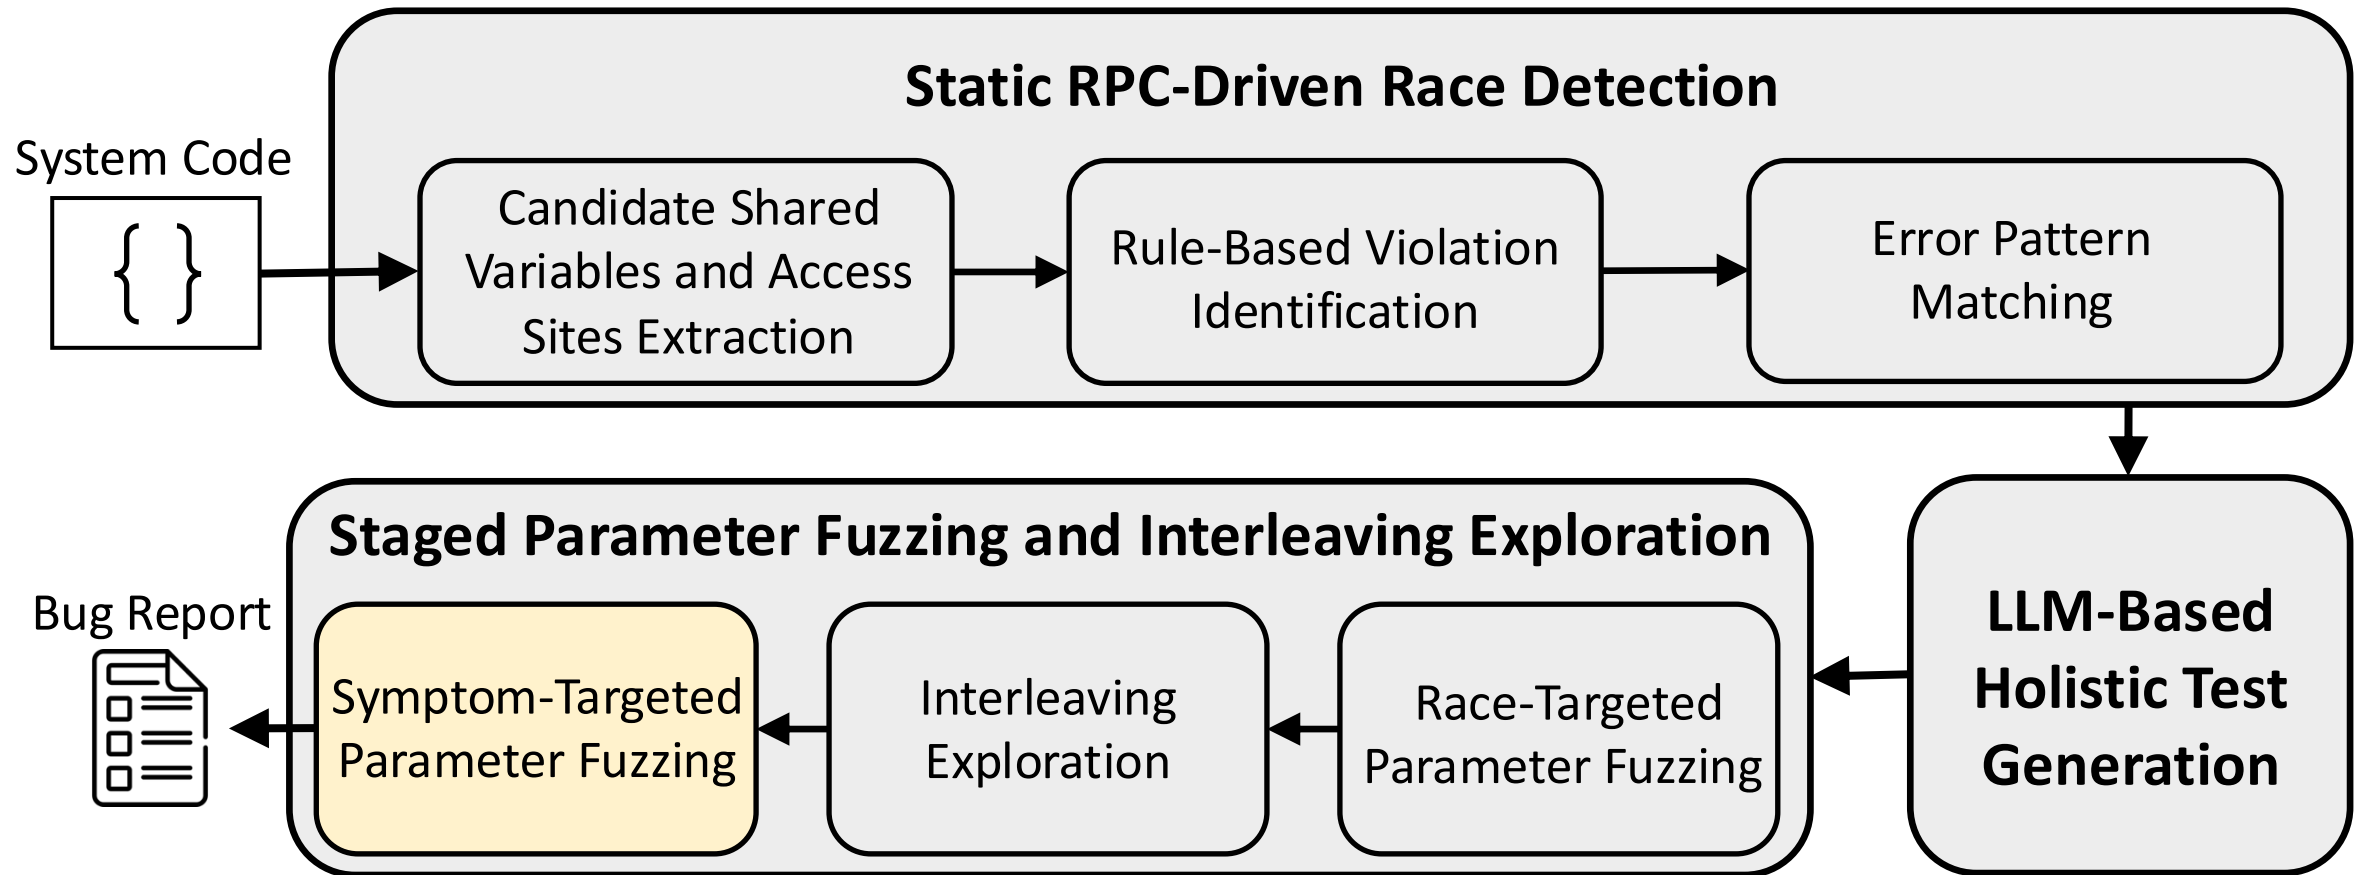 Static RPC-Driven Race Detection
System Code
{ }
Candidate Shared
Variables and Access
Sites Extraction
Rule-Based Violation
Identification
Error Pattern
Matching
LLM-Based
Holistic Test
Generation
Staged Parameter Fuzzing and Interleaving Exploration
Race-Targeted
Parameter Fuzzing
Interleaving
Exploration
Symptom-Targeted
Parameter Fuzzing
Bug Report